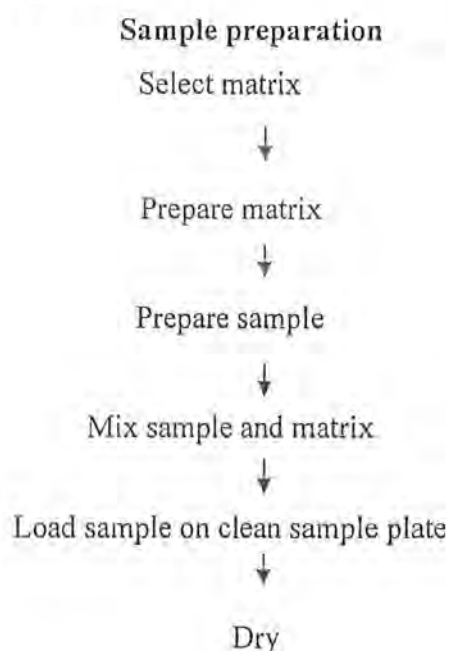 Sample preparation
Select matrix
Prepare matrix
Prepare sample
Mix sample and matrix
Load sample on clean sample plate
Dry